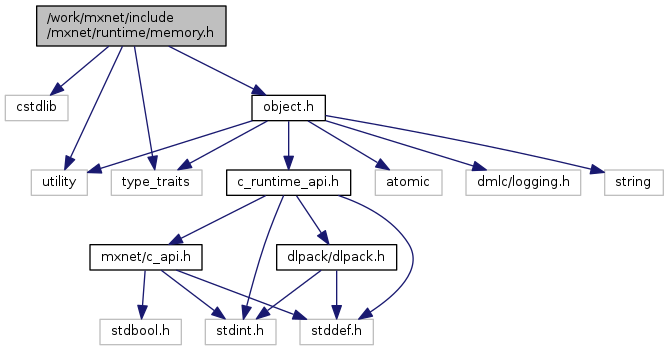 /work/mxnet/include
/mxnet/runtime/memory.h
cstdlib
object.h
utility
type_traits
c_runtime_api.h
atomic
dmlc/logging.h
string
mxnet/c_api.h
dlpack/dlpack.h
stdbool.h
stdint.h
stddef.h